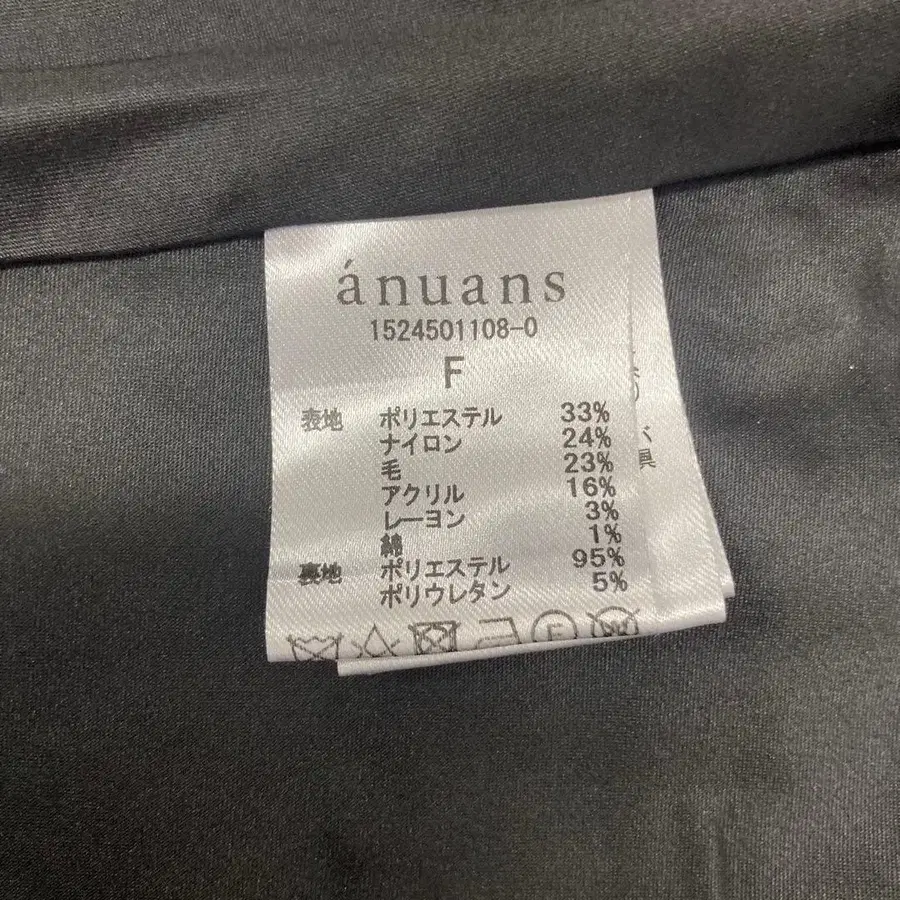 ánuans
1524501108-0
F
表地 ポリエステル 33%
ナイロン 24%
毛 23%
アクリル 16%
レーヨン 3%
綿 1%
裏地 ポリエステル 95%
ポリウレタン 5%
F